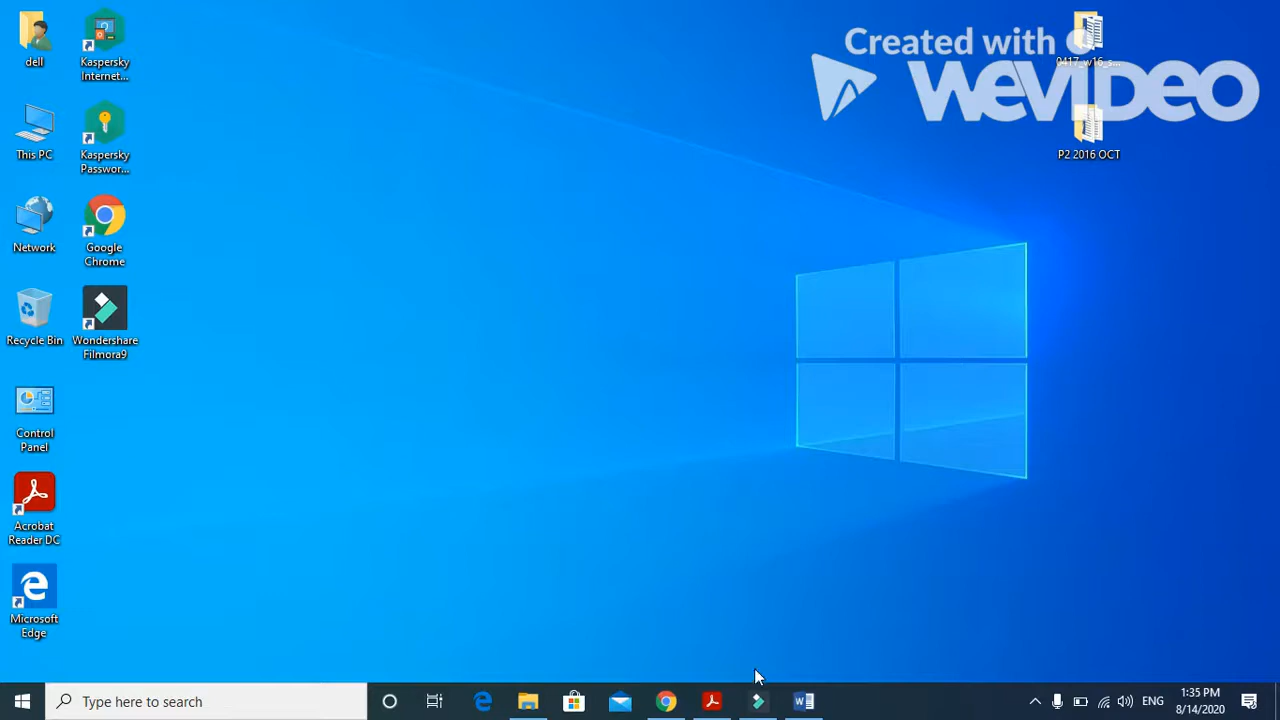 dell
Kaspersky
Internet...
This PC
Kaspersky
Passwor...
Network
Google
Chrome
Recycle Bin
Wondershare
Filmora9
Control
Panel
Acrobat
Reader DC
Microsoft
Edge
Created with
WEVIDEO
0417_w16_s...
P2 2016 OCT
Type here to search
ENG
1:35 PM
8/14/2020